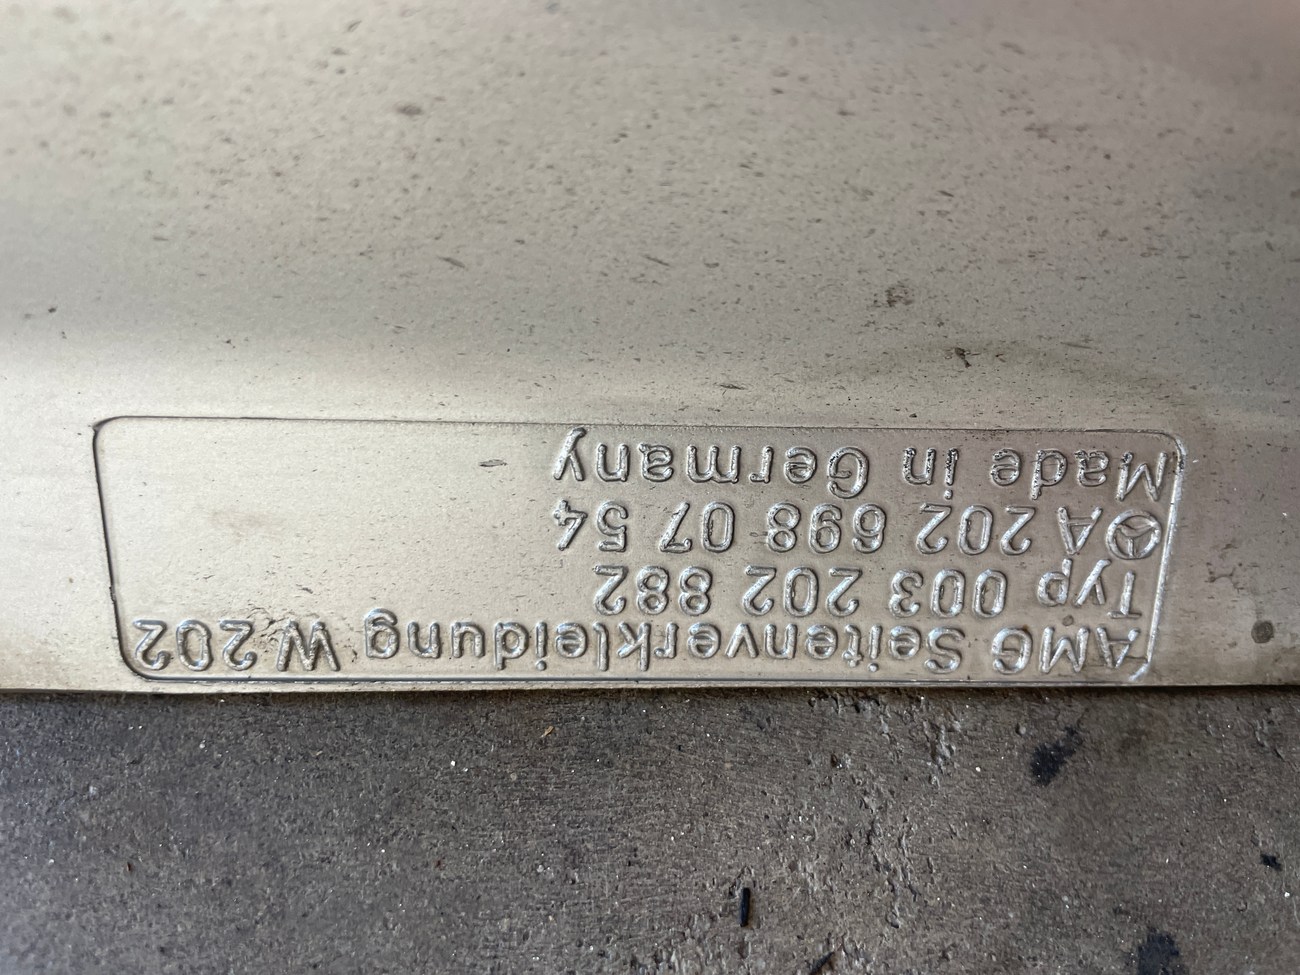 AMG Seitenverkleidung W 202
Typ 003 202 882
A 202 698 07 54
Made in Germany